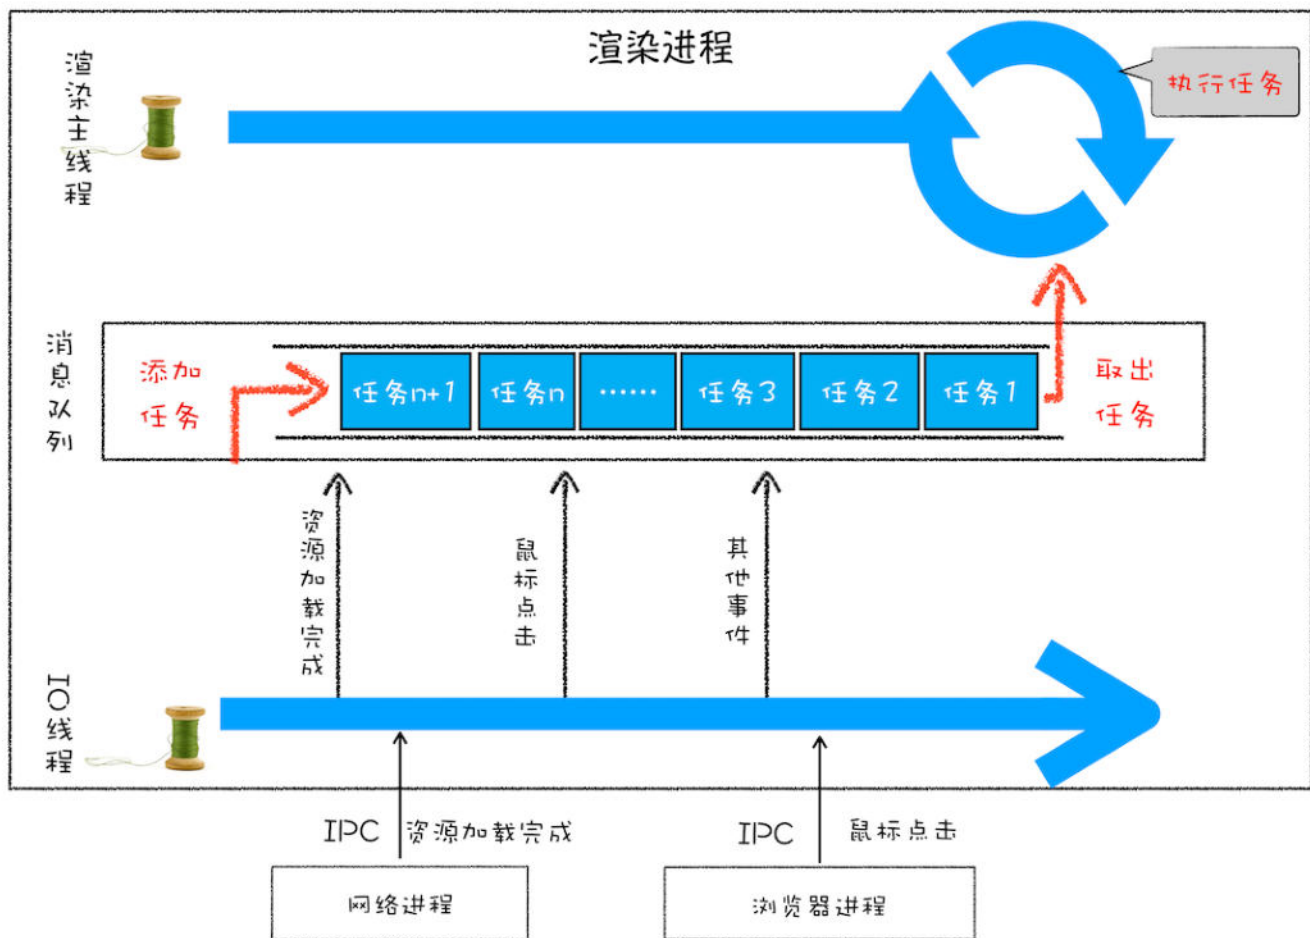 渲染进程
渲染主线程
执行任务
消息队列
添加
任务
任务n+1
任务n
......
任务3
任务2
任务1
取出
任务
资源加载完成
鼠标点击
其他事件
IO线程
IPC 资源加载完成
IPC 鼠标点击
网络进程
浏览器进程